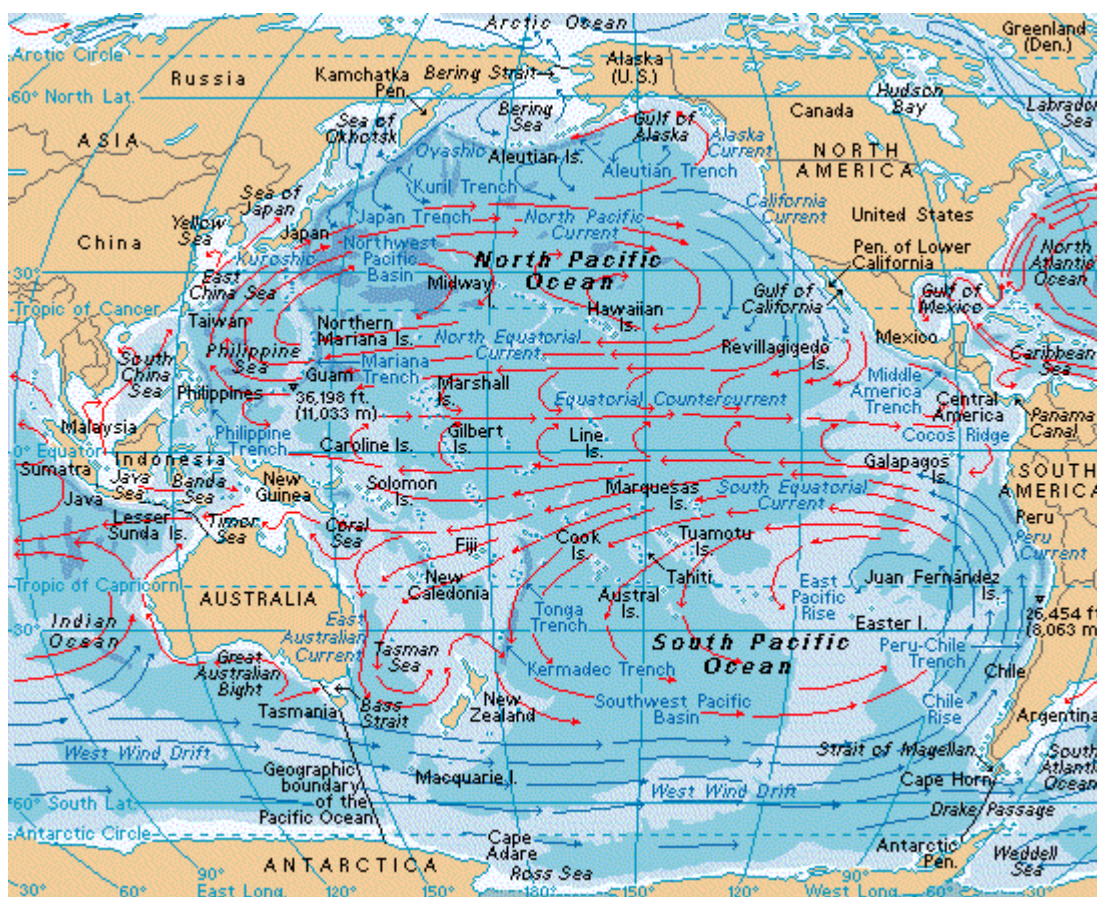 Arctic Ocean
Greenland
(Den.)
Arctic Circle
Russia
Kamchatka
Pen.
Bering Strait
Alaska
(U.S.)
60° North Lat.
Bering
Sea
Canada
Hudson
Bay
Labrador
Sea
ASIA
Sea of
Okhotsk
Oyashio
Aleutian Is.
Gulf of
Alaska
Alaska
Current
Aleutian Trench
NORTH
AMERICA
Kuril Trench
Sea of
Japan
Japan Trench
North Pacific
Current
California
Current
United States
Yellow
Sea
Japan
China
Kuroshio
Northwest
Pacific
Basin
North Pacific
Ocean
Pen. of Lower
California
North
Atlantic
Ocean
30°
East
China Sea
Midway
Gulf of
California
Gulf of
Mexico
Tropic of Cancer
Taiwan
Northern
Mariana Is.
Hawaiian
Is.
North Equatorial
Current
Revillagigedo
Is.
Mexico
Caribbean
Sea
South
China
Sea
Philippine
Sea
Mariana
Trench
Guam
36,198 ft.
(11,033 m)
Marshall
Is.
Middle
America
Trench
Philippines
Equatorial Countercurrent
Central
America
Panama
Canal
Malaysia
Philippine
Trench
Caroline Is.
Gilbert
Is.
Line
Is.
Cocos Ridge
0° Equator
Sumatra
Indonesia
Java
Sea
Banda
Sea
New
Guinea
Solomon
Is.
Marquesas
Is.
South Equatorial
Current
Galapagos
Is.
SOUTH
AMERICA
Java
Lesser
Sunda Is.
Timor
Sea
Coral
Sea
Fiji
Cook
Is.
Tuamotu
Is.
Peru
Peru
Current
Tropic of Capricorn
AUSTRALIA
New
Caledonia
Tonga
Trench
Austral
Is.
Tahiti
East
Pacific
Rise
Juan Fernández
Is.
26,454 ft
(8,063 m)
Indian
Ocean
30°
East
Australian
Current
Tasman
Sea
South Pacific
Ocean
Easter I.
Peru-Chile
Trench
Great
Australian
Bight
Kermadec Trench
Chile
Tasmania
Bass
Strait
New
Zealand
Southwest Pacific
Basin
Chile
Rise
Argentina
West Wind Drift
Strait of Magellan
South
Atlantic
Ocean
Geographic
boundary
of the
Pacific Ocean
Macquarie I.
West Wind Drift
Cape Horn
60° South Lat.
Drake Passage
Antarctic Circle
Cape
Adare
Antarctic
Pen.
Weddell
Sea
ANTARCTICA
Ross Sea
30°
60°
90°
East Long.
120°
150°
180°
150°
120°
90°
West Long.
60°
30°